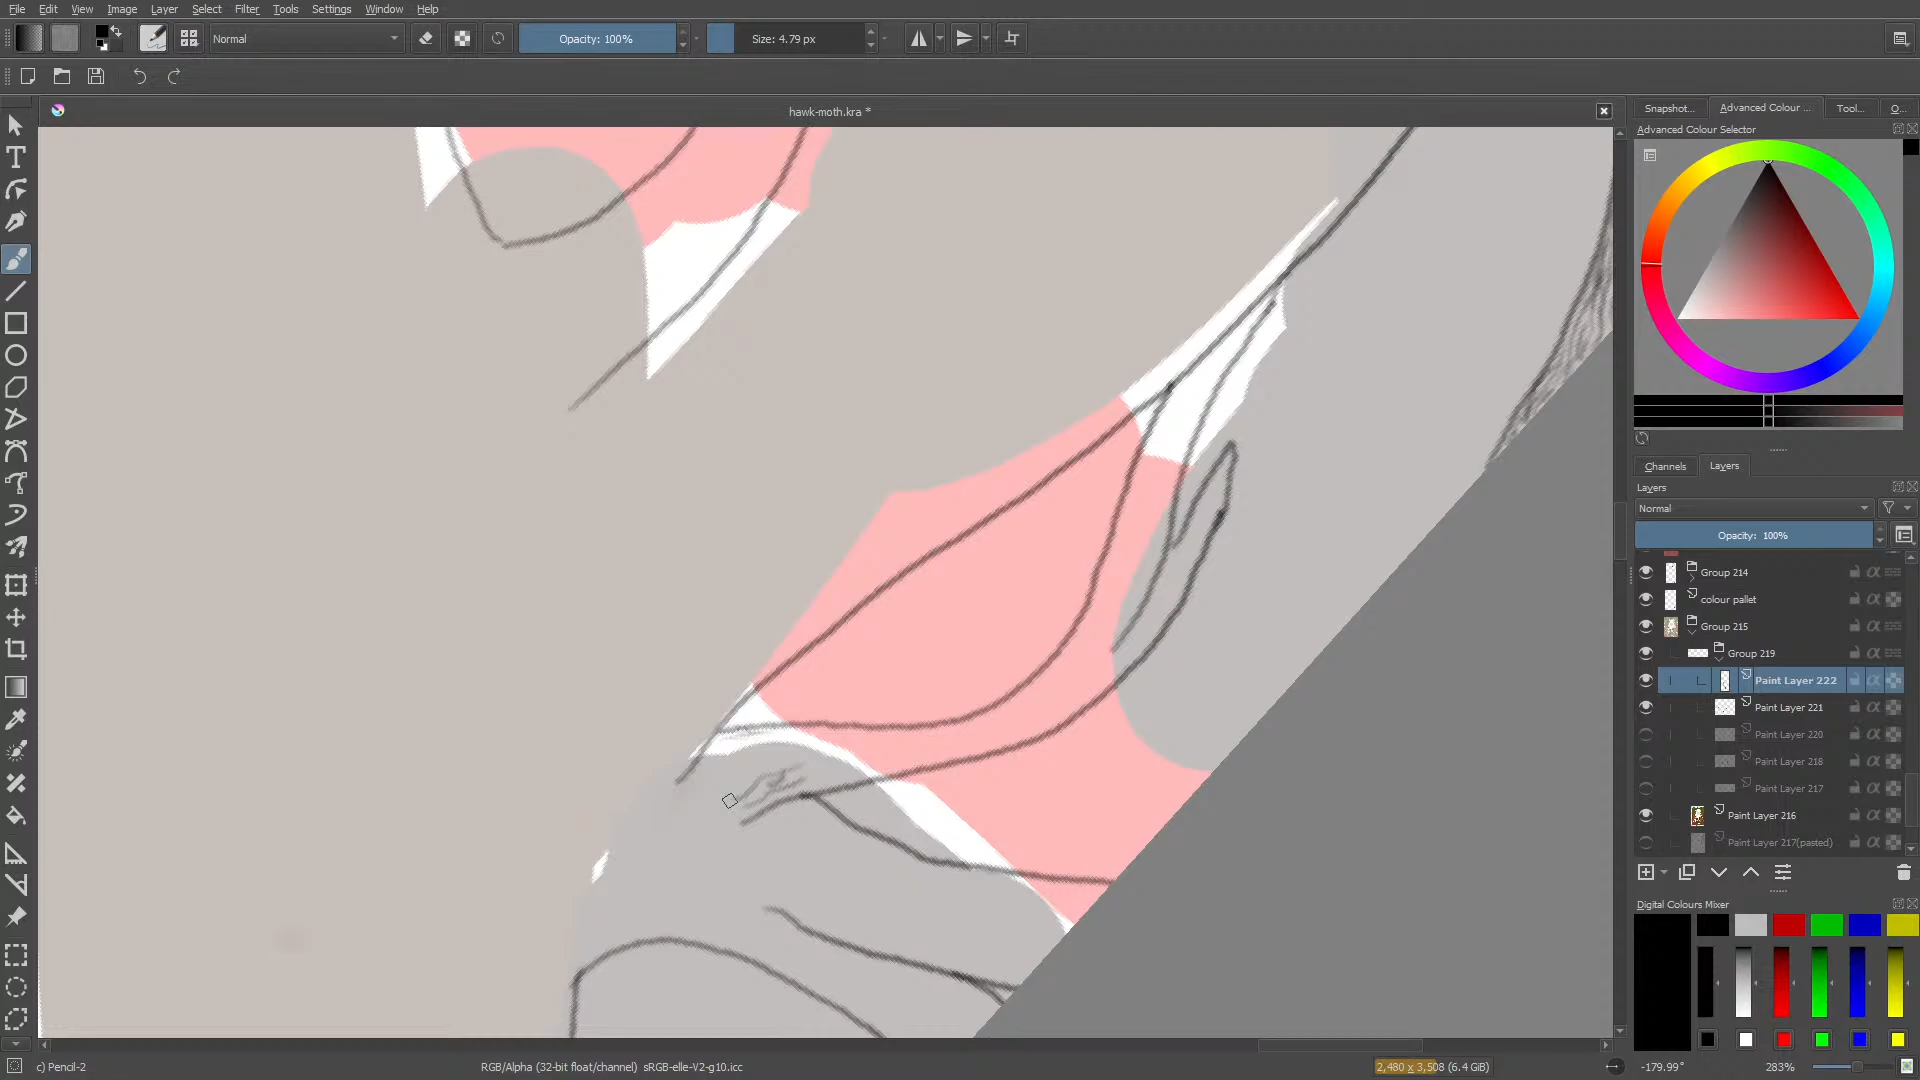 File Edit View Image Layer Select Filter Tools Settings Window Help
Normal Opacity: 100% Size: 4.79 px
hawk-moth.kra *
Snapshot... Advanced Colour ... Tool... O...
Advanced Colour Selector
Channels Layers
Layers
Normal
Opacity: 100%
Group 214
colour pallet
Group 215
Group 219
Paint Layer 222
Paint Layer 221
Paint Layer 220
Paint Layer 218
Paint Layer 217
Paint Layer 216
Paint Layer 217(pasted)
Digital Colours Mixer
c) Pencil-2 RGB/Alpha (32-bit float/channel) sRGB-elle-V2-g10.icc 2,480 x 3,508 (6.4 GiB) -179.99° 283%